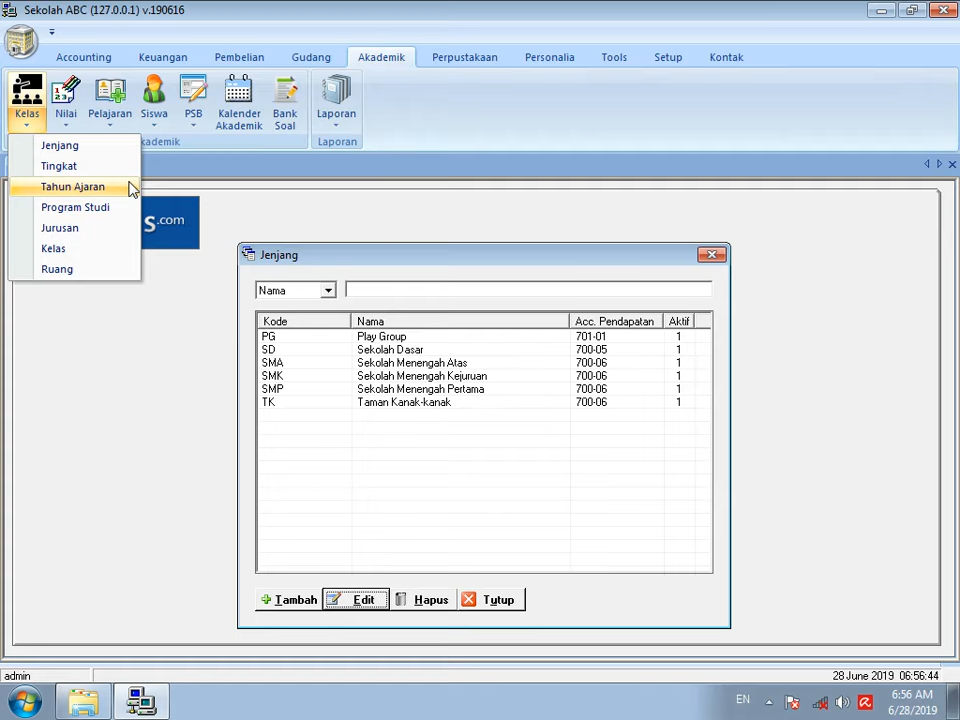 Sekolah ABC (127.0.0.1) v.190616
Accounting Keuangan Pembelian Gudang Akademik Perpustakaan Personalia Tools Setup Kontak
Kelas Nilai Pelajaran Siswa PSB Kalender Akademik Bank Soal Laporan
ademik Laporan
Jenjang
Tingkat
Tahun Ajaran
Program Studi
Jurusan
Kelas
Ruang
s.com
Jenjang
Nama
Kode Nama Acc. Pendapatan Aktif
PG Play Group 701-01 1
SD Sekolah Dasar 700-05 1
SMA Sekolah Menengah Atas 700-06 1
SMK Sekolah Menengah Kejuruan 700-06 1
SMP Sekolah Menengah Pertama 700-06 1
TK Taman Kanak-kanak 700-06 1
Tambah Edit Hapus Tutup
admin 28 June 2019 06:56:44
EN 6:56 AM
6/28/2019